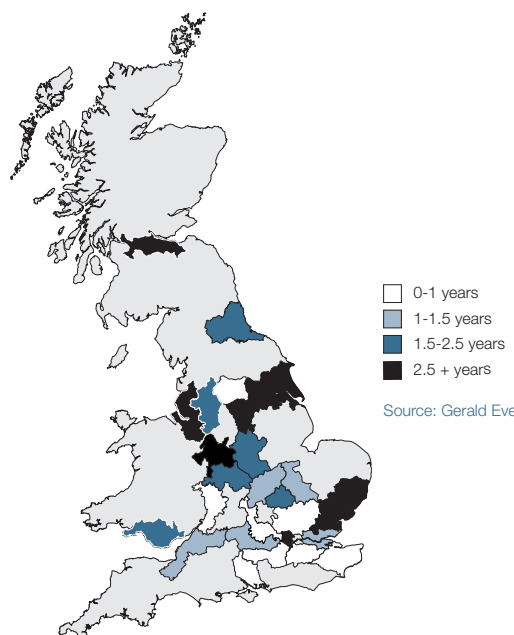 0-1 years
1-1.5 years
1.5-2.5 years
2.5 + years
Source: Gerald Eve